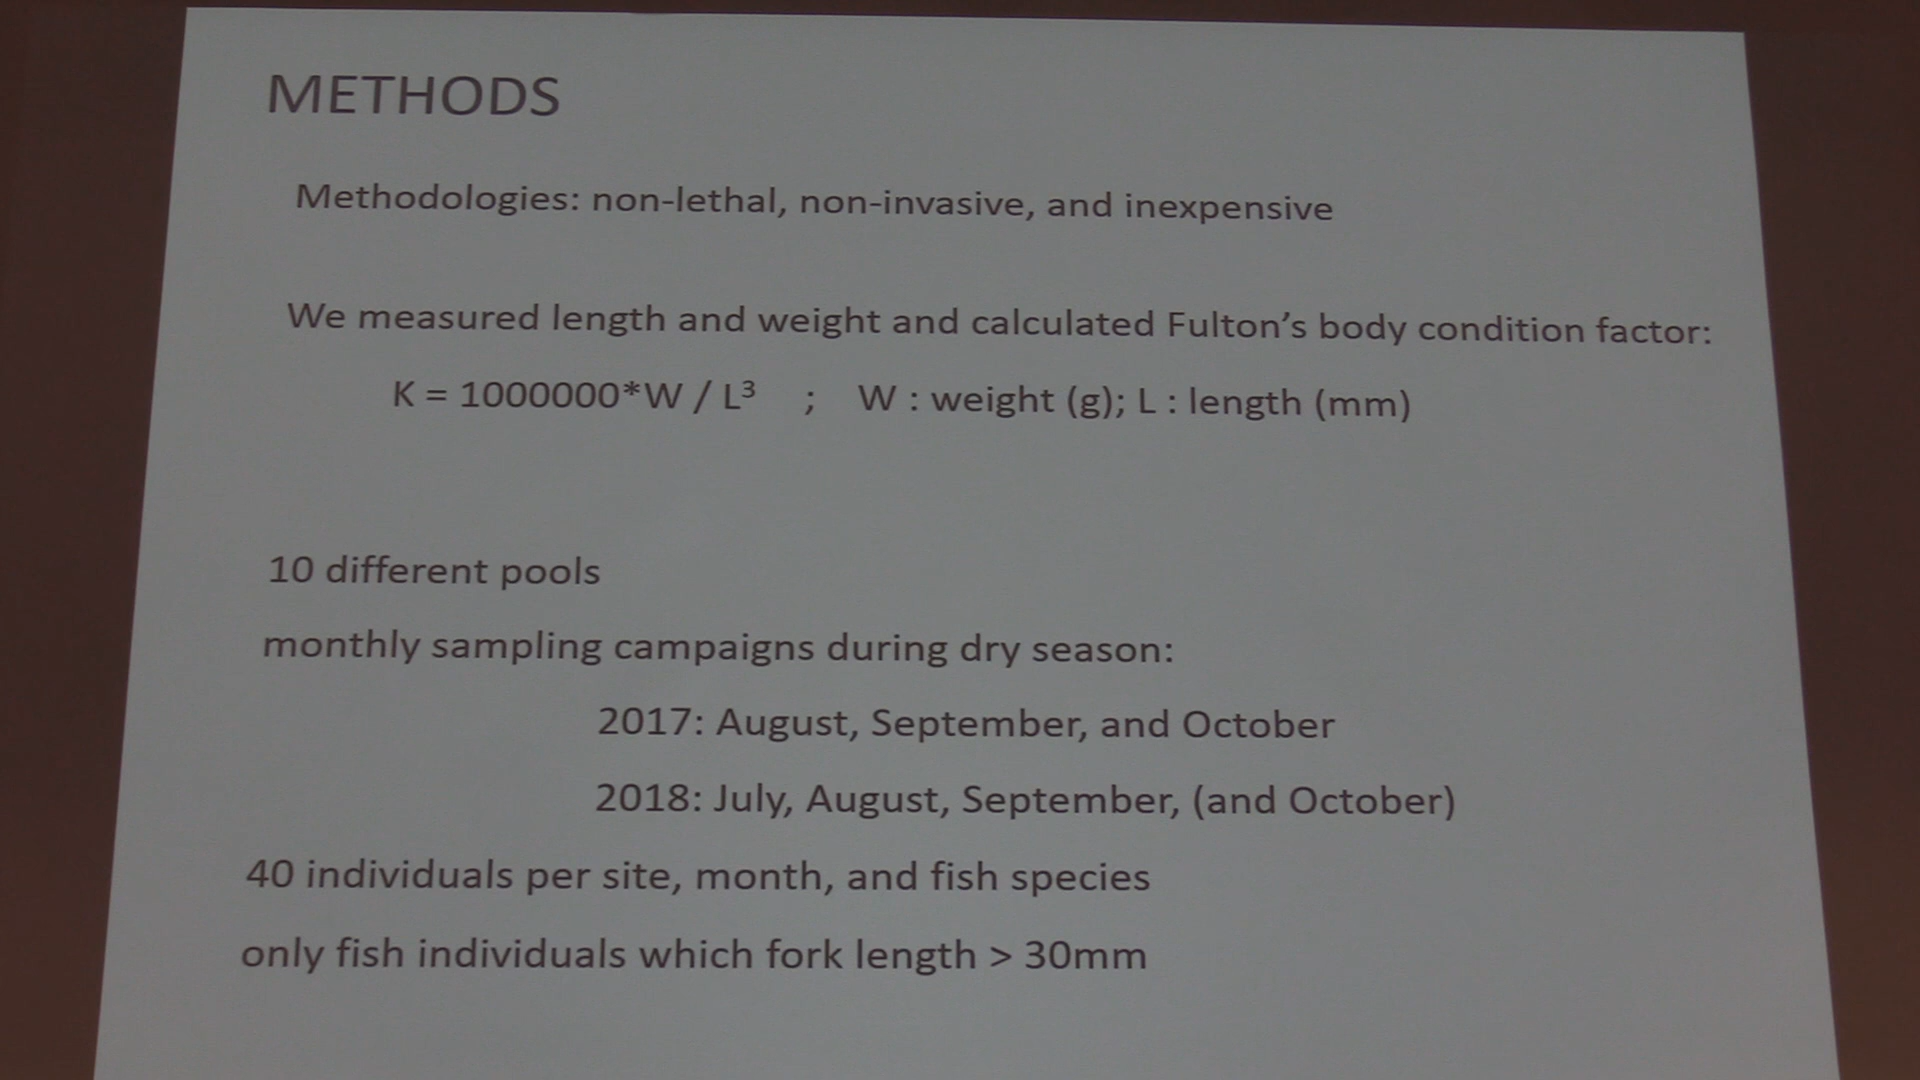 METHODS
Methodologies: non-lethal, non-invasive, and inexpensive
We measured length and weight and calculated Fulton’s body condition factor:
K = 1000000*W / L³ ; W : weight (g); L : length (mm)
10 different pools
monthly sampling campaigns during dry season:
2017: August, September, and October
2018: July, August, September, (and October)
40 individuals per site, month, and fish species
only fish individuals which fork length > 30mm